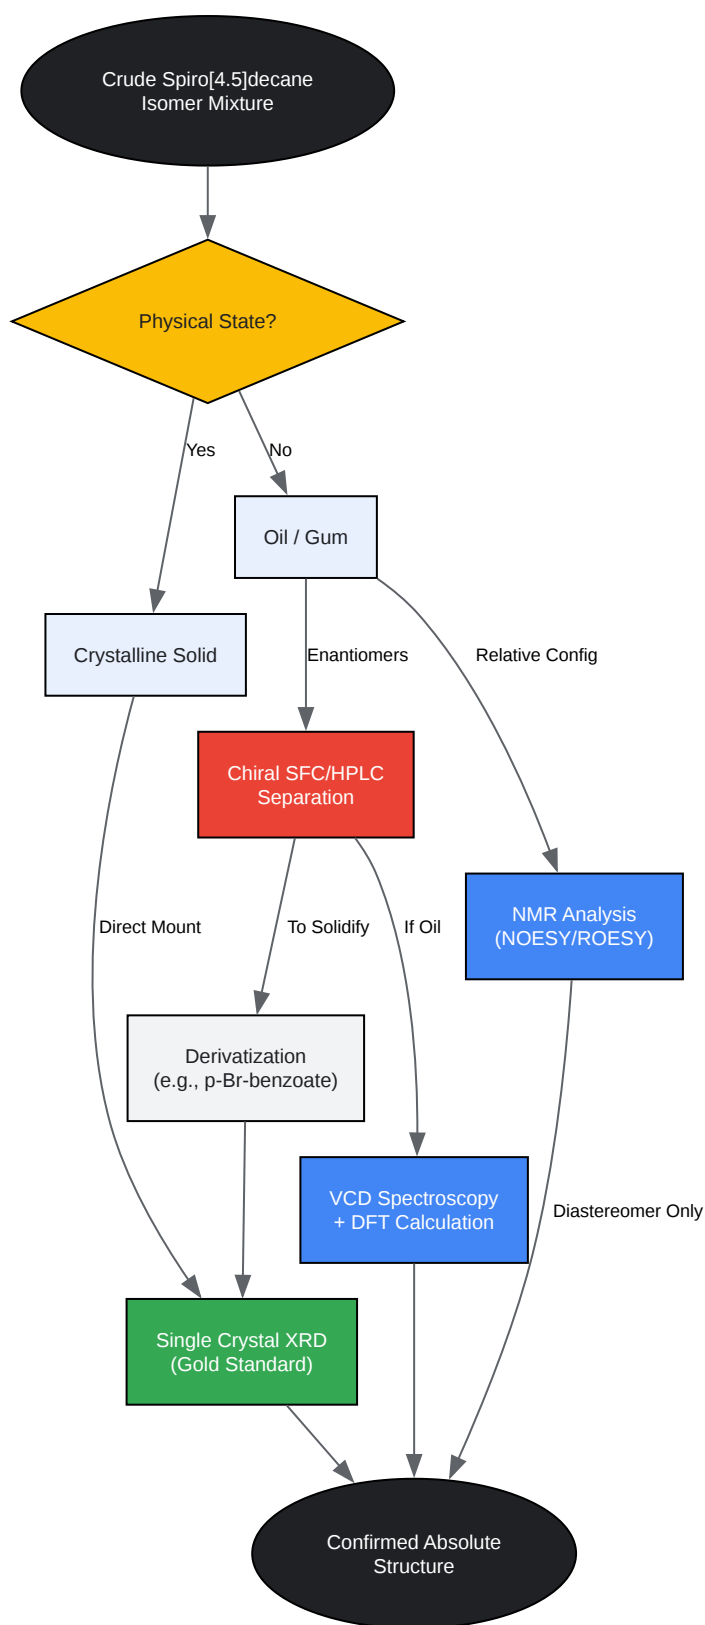 Crude Spiro[4.5]decane
Isomer Mixture
Physical State?
Yes
No
Oil / Gum
Crystalline Solid
Enantiomers
Relative Config
Chiral SFC/HPLC
Separation
NMR Analysis
(NOESY/ROESY)
Direct Mount
To Solidify
If Oil
Derivatization
(e.g., p-Br-benzoate)
VCD Spectroscopy
+ DFT Calculation
Diastereomer Only
Single Crystal XRD
(Gold Standard)
Confirmed Absolute
Structure